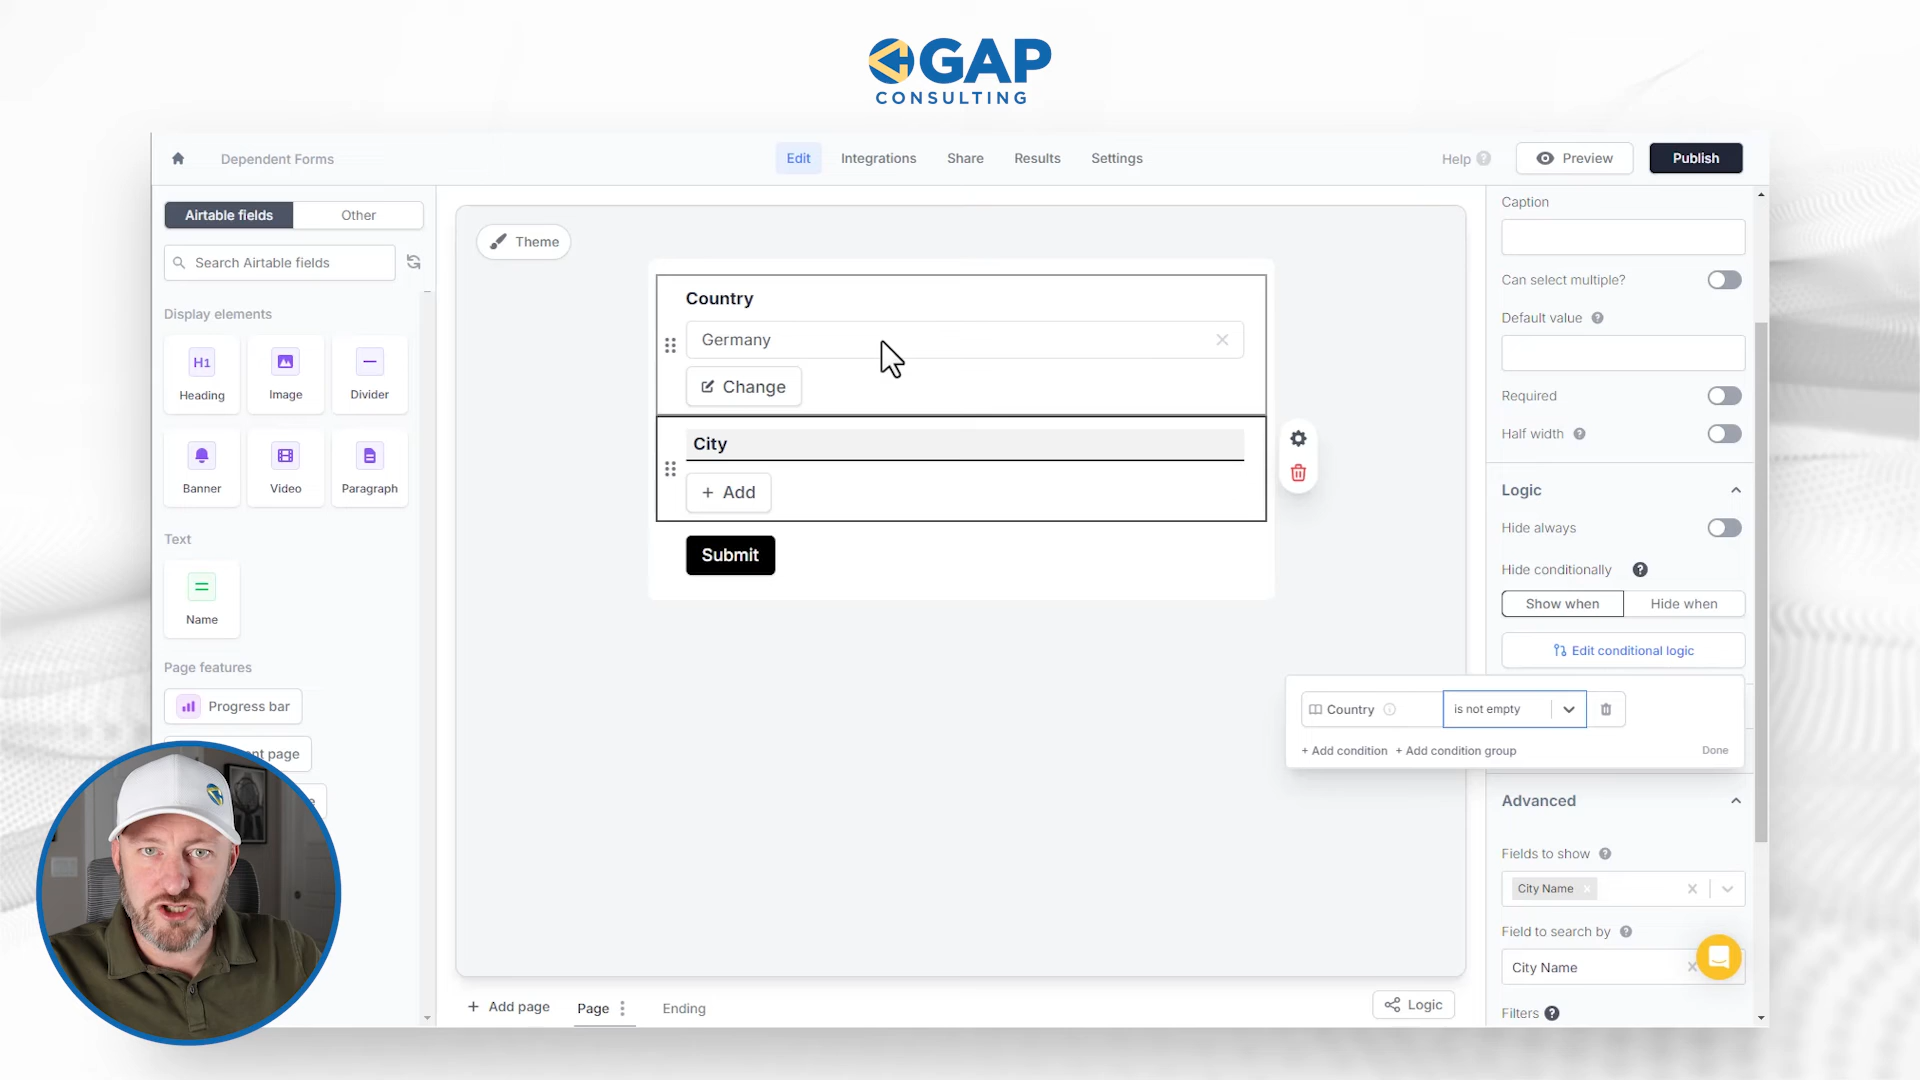 GAP
CONSULTING
Dependent Forms
Edit
Integrations
Share
Results
Settings
Help
Preview
Publish
Airtable fields
Other
Search Airtable fields
Display elements
H1
Heading
Image
Divider
Banner
Video
Paragraph
Text
Name
Page features
Progress bar
page
Theme
Country
Germany
Change
City
+ Add
Submit
+ Add page
Page
Ending
Logic
Caption
Can select multiple?
Default value
Required
Half width
Logic
Hide always
Hide conditionally
Show when
Hide when
Edit conditional logic
Country
is not empty
+ Add condition
+ Add condition group
Done
Advanced
Fields to show
City Name
Field to search by
City Name
Filters